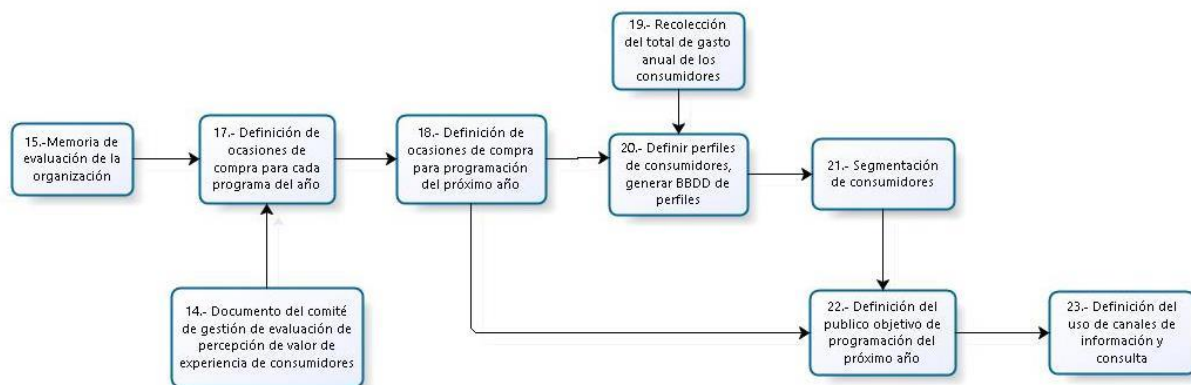 19.- Recolección
del total de gasto
anual de los
consumidores
15.-Memoria de
evaluación de la
organización
17.- Definición de
ocasiones de
compra para cada
programa del año
18.- Definición de
ocasiones de compra
para programación
del próximo año
20.- Definir perfiles
de consumidores,
generar BBDD de
perfiles
21.- Segmentación
de consumidores
14.- Documento del comité
de gestión de evaluación de
percepción de valor de
experiencia de consumidores
22.- Definición del
publico objetivo de
programación del
próximo año
23.- Definición del
uso de canales de
información y
consulta